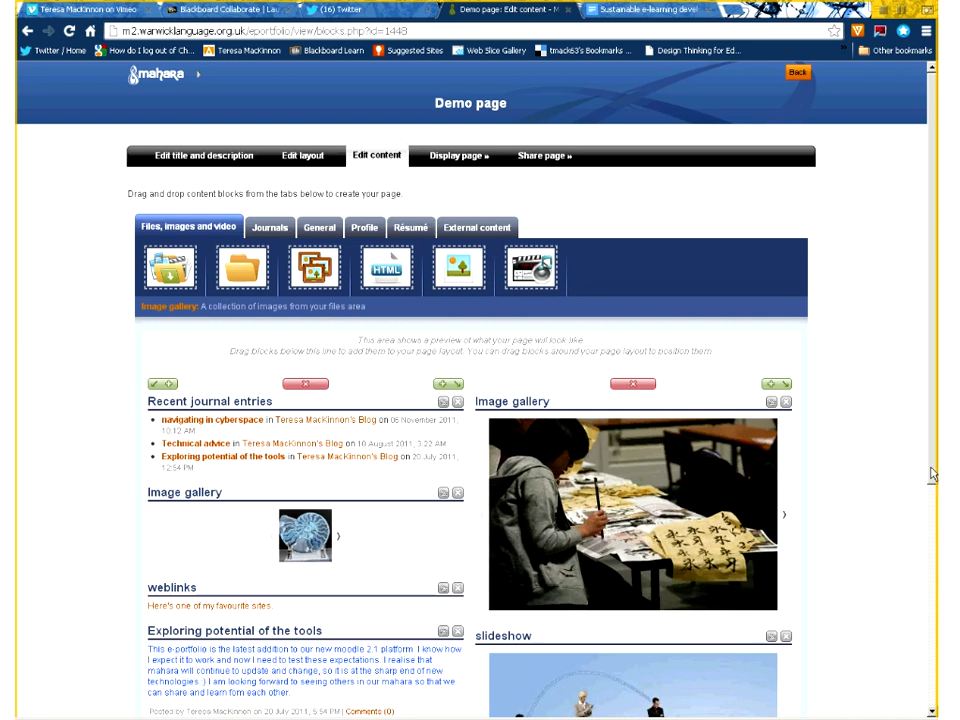 Teresa MacKinnon on Vimeo
Blackboard Collaborate | Lau
(16) Twitter
Demo page: Edit content - M
Sustainable e-learning devel
m2.warwicklanguage.org.uk/eportfolio/view/blocks.php?id=1448
Twitter / Home
How do I log out of Ch...
Teresa MacKinnon
Blackboard Learn
Suggested Sites
Web Slice Gallery
tmack63's Bookmarks ...
Design Thinking for Ed...
»
Other bookmarks
mahara
Back
Demo page
Edit title and description
Edit layout
Edit content
Display page »
Share page »
Drag and drop content blocks from the tabs below to create your page.
Files, images and video
Journals
General
Profile
Résumé
External content
HTML
Image gallery: A collection of images from your files area
This area shows a preview of what your page will look like
Drag blocks below this line to add them to your page layout. You can drag blocks around your page layout to position them
Recent journal entries
navigating in cyberspace in Teresa MacKinnon's Blog on 06 November 2011,
10:12 AM
Technical advice in Teresa MacKinnon's Blog on 10 August 2011, 3:22 AM
Exploring potential of the tools in Teresa MacKinnon's Blog on 20 July 2011,
12:54 PM
Image gallery
weblinks
Here's one of my favourite sites.
Exploring potential of the tools
This e-portfolio is the latest addition to our new moodle 2.1 platform. I know how
I expect it to work and now I need to test these expectations. I realise that
mahara will continue to update and change, so it is at the sharp end of new
technologies :) I am looking forward to seeing others in our mahara so that we
can share and learn fom each other.
Posted by Teresa MacKinnon on 20 July 2011, 5:54 PM | Comments (0)
Image gallery
slideshow